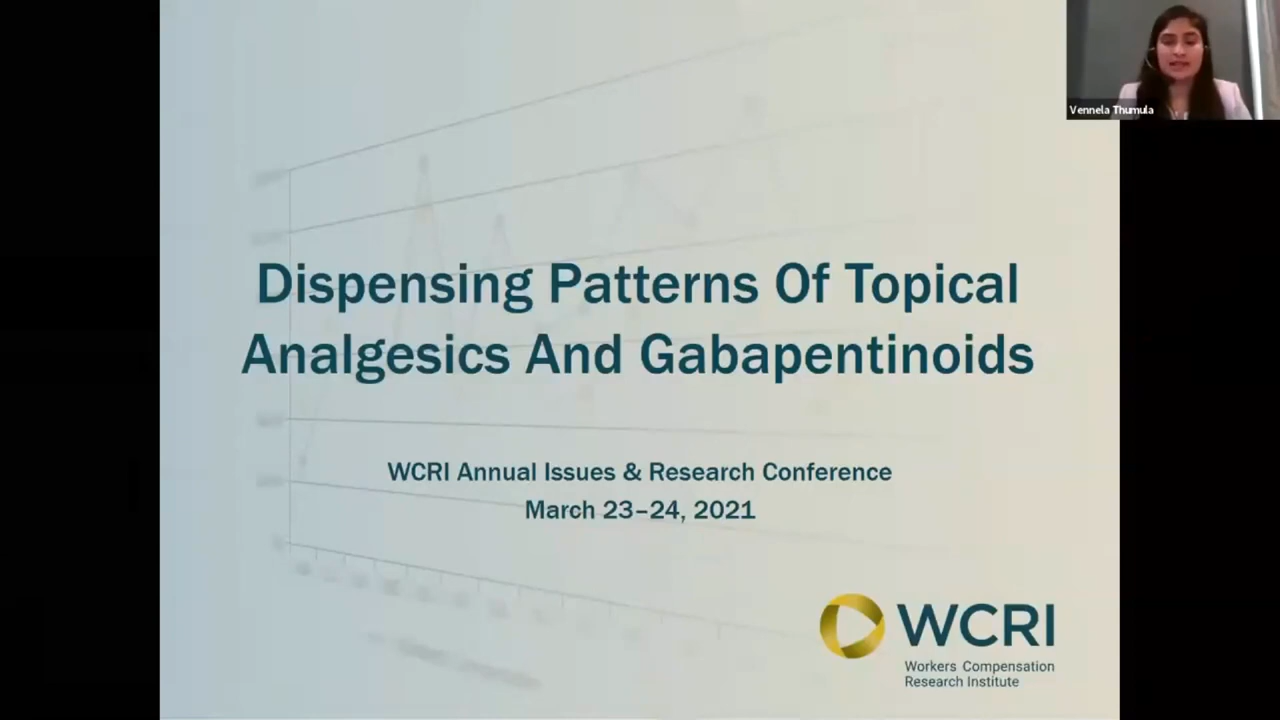 Vennela Thumula
Dispensing Patterns Of Topical
Analgesics And Gabapentinoids
WCRI Annual Issues & Research Conference
March 23–24, 2021
WCRI
Workers Compensation
Research Institute